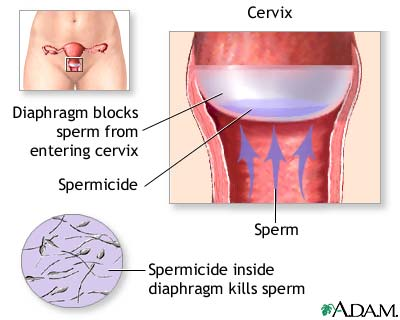 Cervix
Diaphragm blocks
sperm from
entering cervix
Spermicide
Sperm
Spermicide inside
diaphragm kills sperm
A.D.A.M.